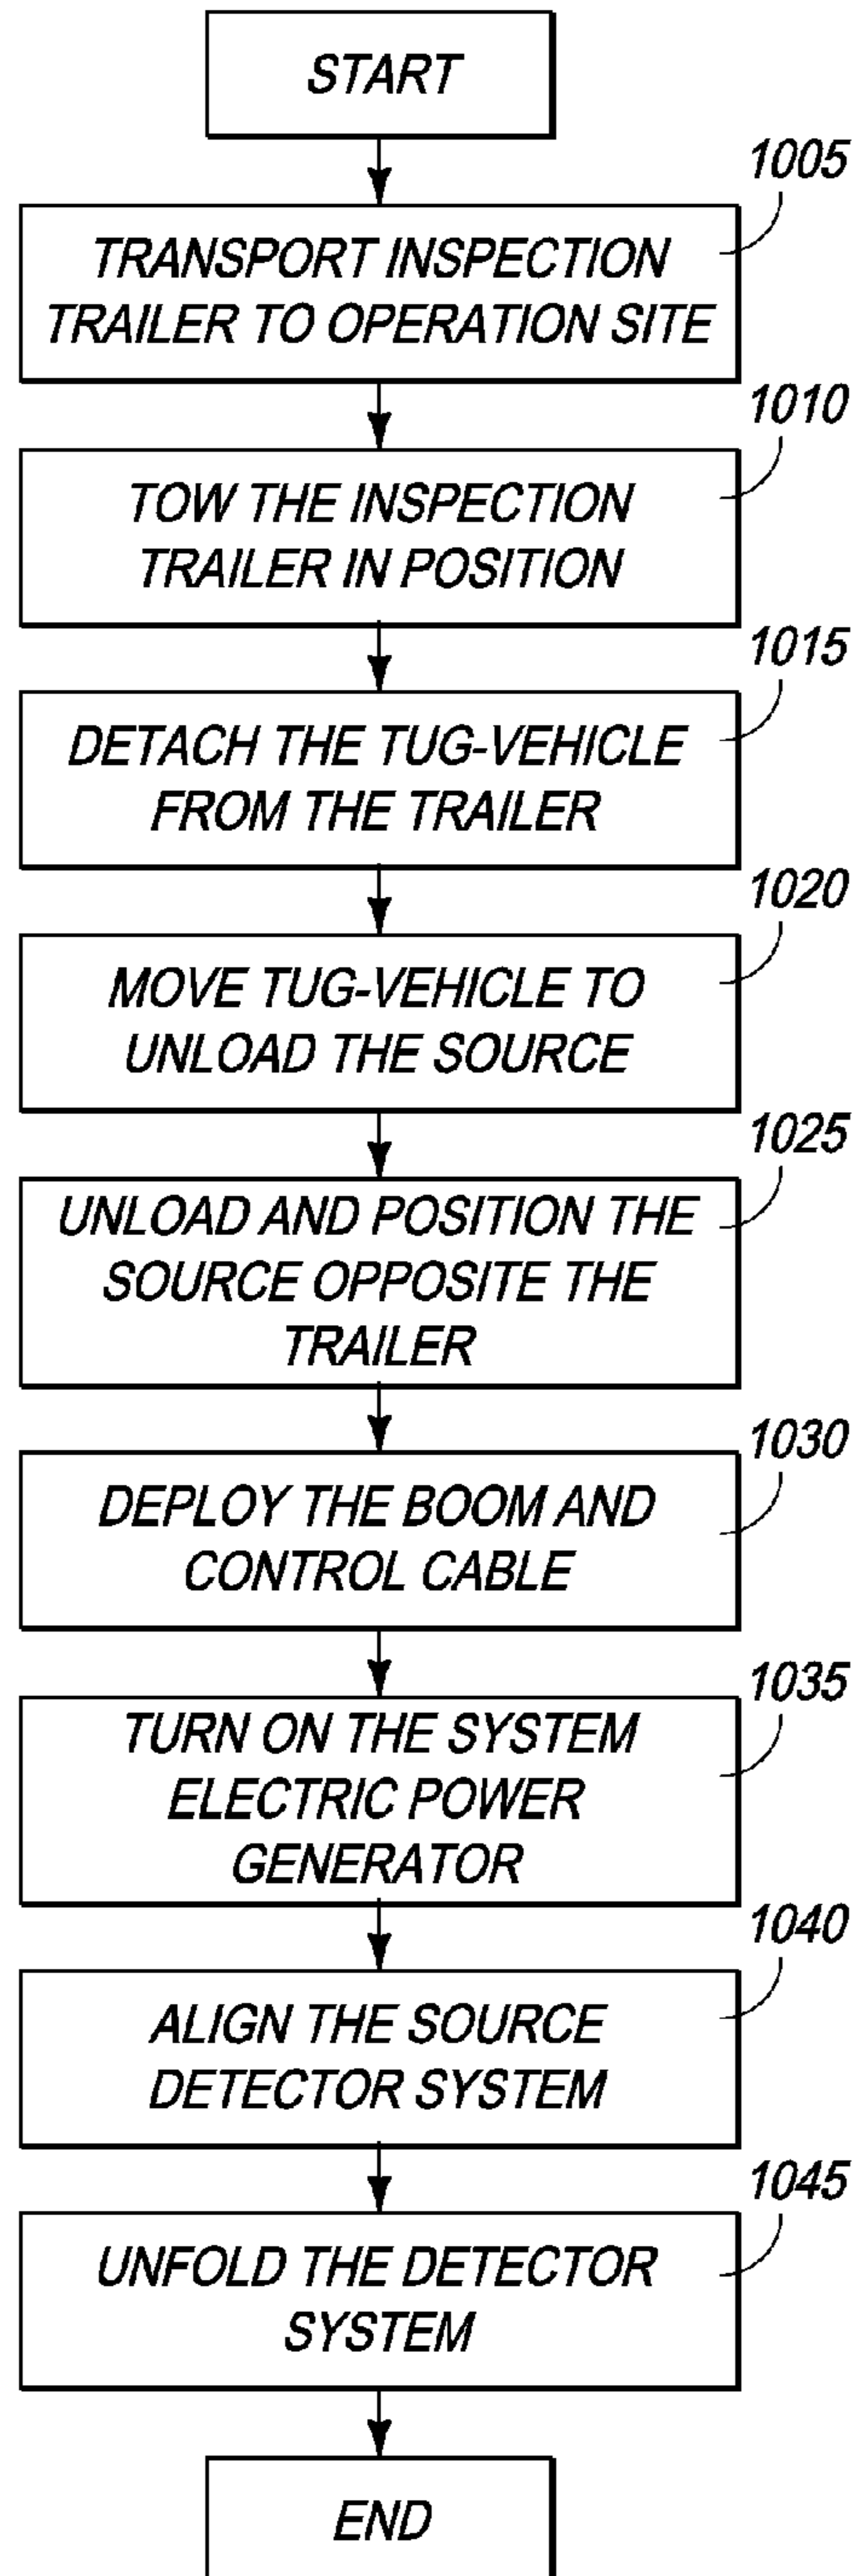 START
1005
TRANSPORT INSPECTION
TRAILER TO OPERATION SITE
1010
TOW THE INSPECTION
TRAILER IN POSITION
1015
DETACH THE TUG-VEHICLE
FROM THE TRAILER
1020
MOVE TUG-VEHICLE TO
UNLOAD THE SOURCE
1025
UNLOAD AND POSITION THE
SOURCE OPPOSITE THE
TRAILER
1030
DEPLOY THE BOOM AND
CONTROL CABLE
1035
TURN ON THE SYSTEM
ELECTRIC POWER
GENERATOR
1040
ALIGN THE SOURCE
DETECTOR SYSTEM
1045
UNFOLD THE DETECTOR
SYSTEM
END